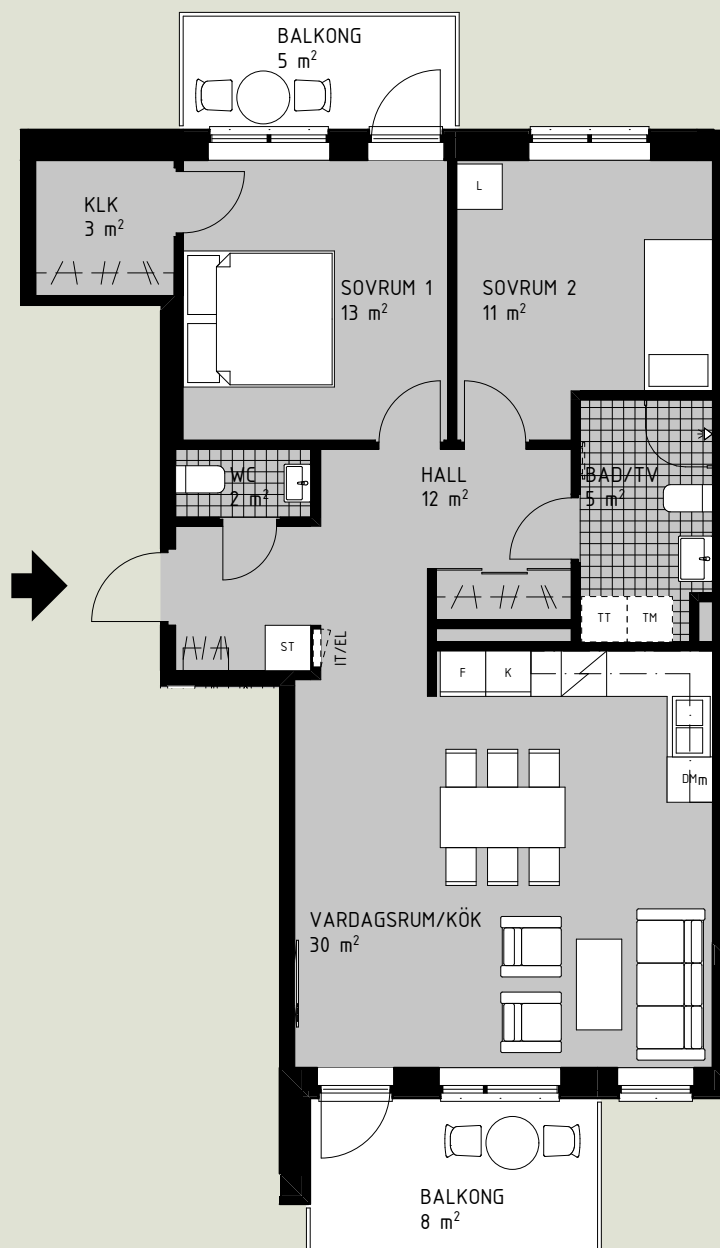 BALKONG
5 m²
KLK
3 m²
L
SOVRUM 1
13 m²
SOVRUM 2
11 m²
WC
2 m²
HALL
12 m²
BAD/TV
5 m²
ST
IT/EL
TT
TM
F
K
DMm
VARDAGSRUM/KÖK
30 m²
BALKONG
8 m²